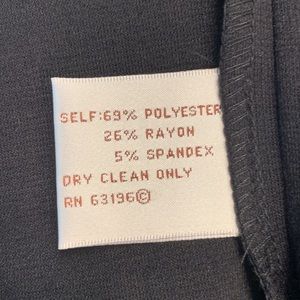 SELF:69% POLYESTER
26% RAYON
5% SPANDEX
DRY CLEAN ONLY
RN 63196©